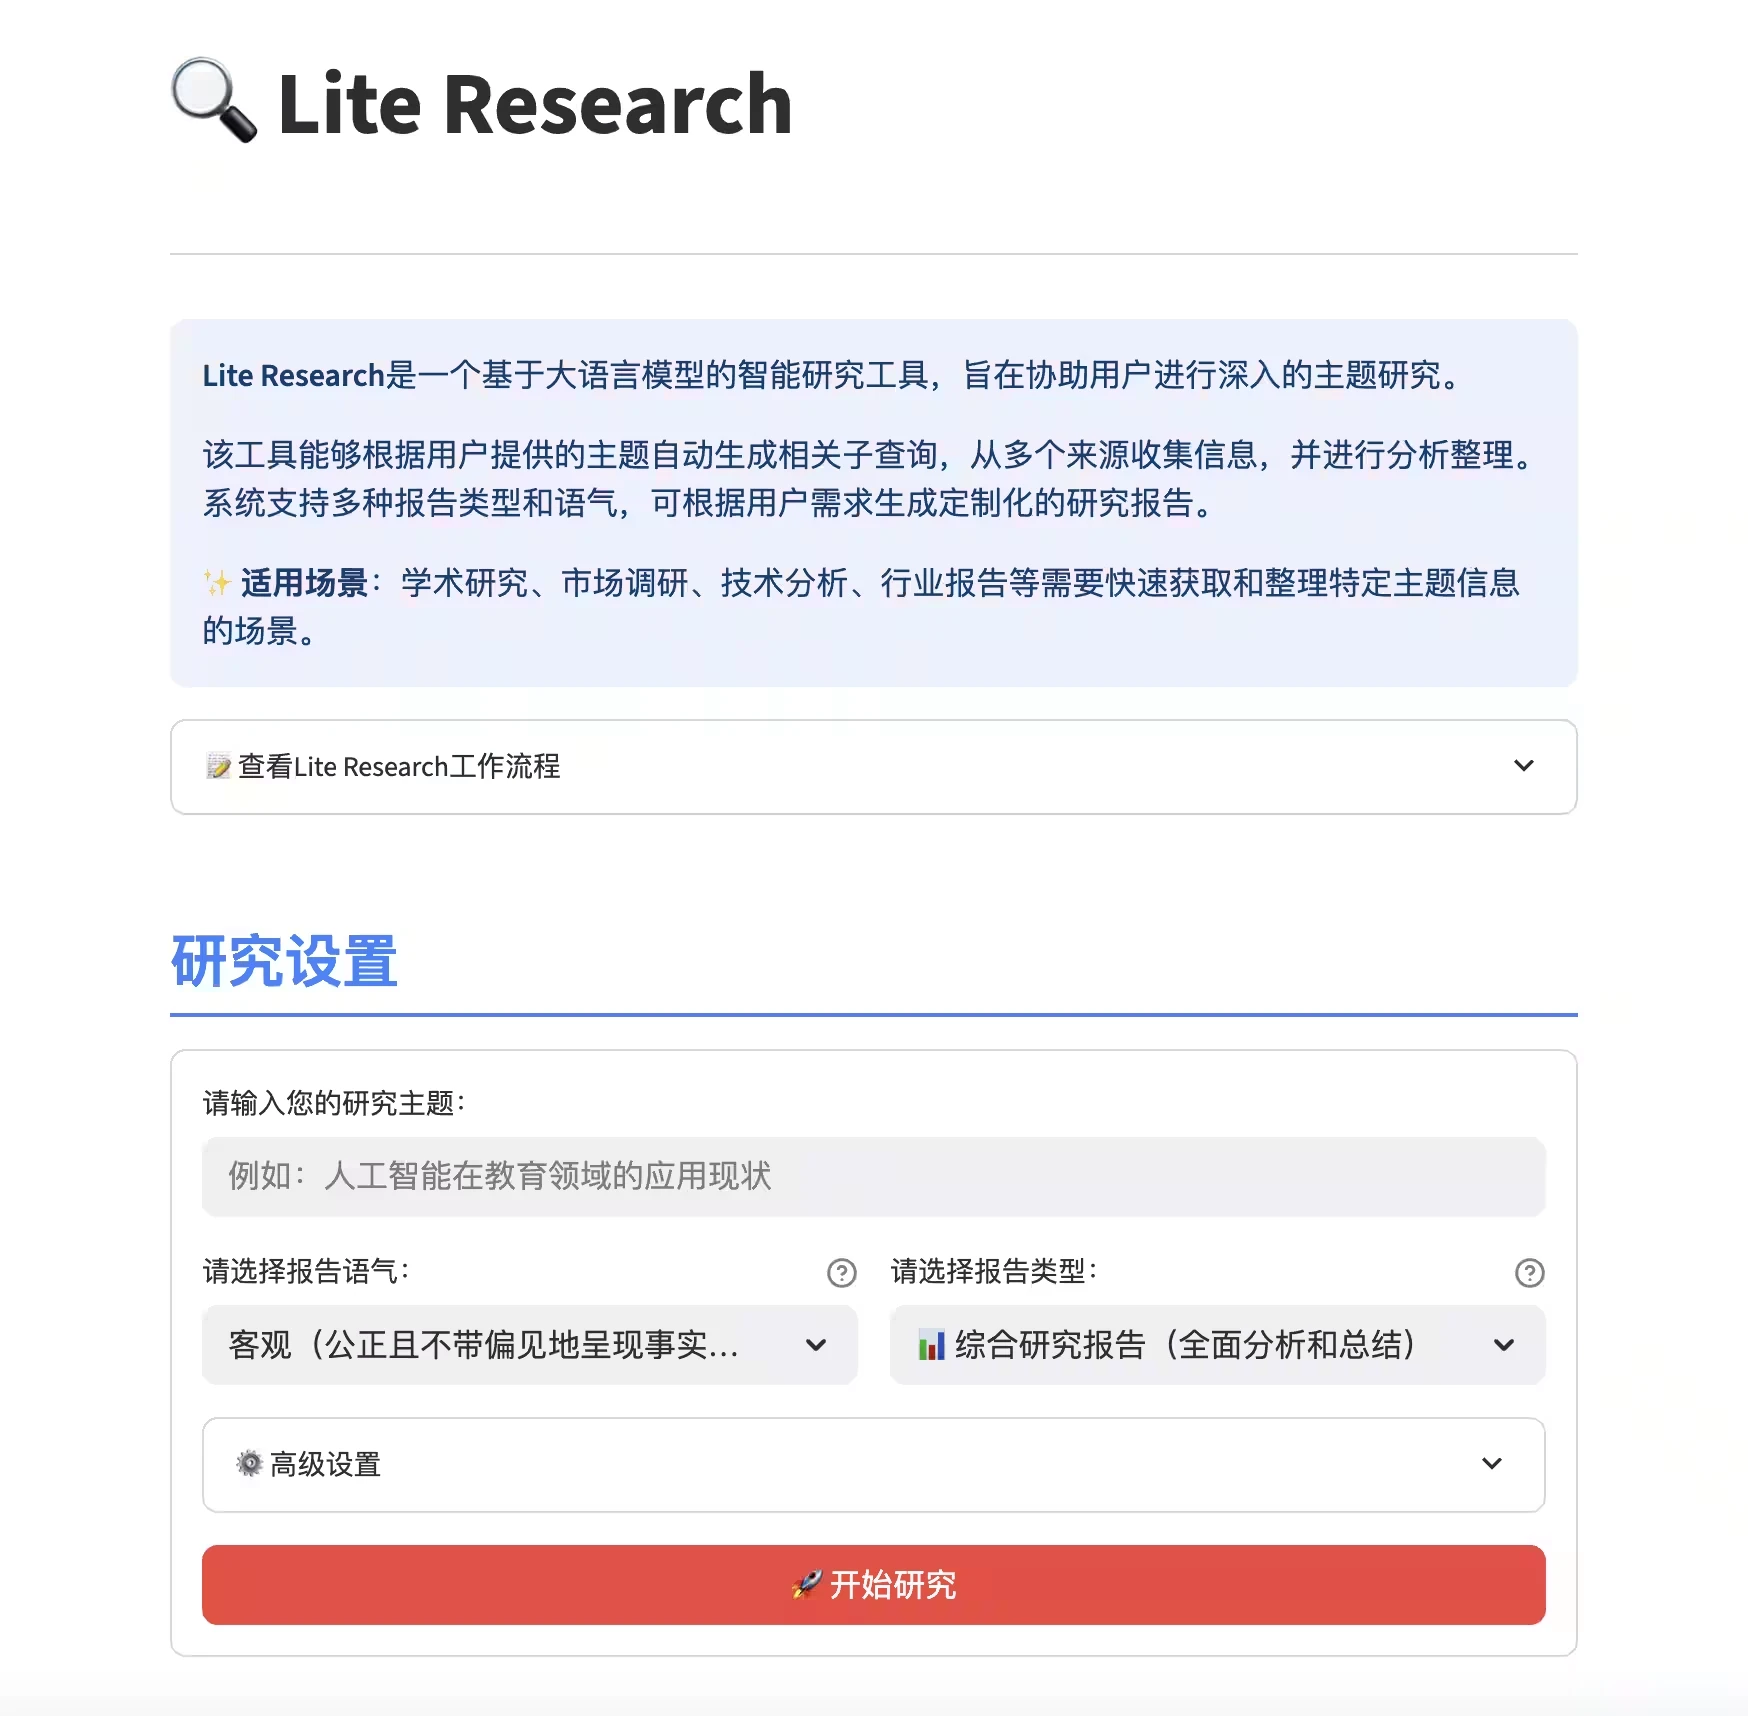 Lite Research
Lite Research是一个基于大语言模型的智能研究工具，旨在协助用户进行深入的主题研究。
该工具能够根据用户提供的主题自动生成相关子查询，从多个来源收集信息，并进行分析整理。
系统支持多种报告类型和语气，可根据用户需求生成定制化的研究报告。
✨ 适用场景：学术研究、市场调研、技术分析、行业报告等需要快速获取和整理特定主题信息
的场景。
📝 查看Lite Research工作流程
研究设置
请输入您的研究主题：
例如：人工智能在教育领域的应用现状
请选择报告语气：
请选择报告类型：
客观（公正且不带偏见地呈现事实...
📊 综合研究报告（全面分析和总结）
⚙️ 高级设置
🚀 开始研究